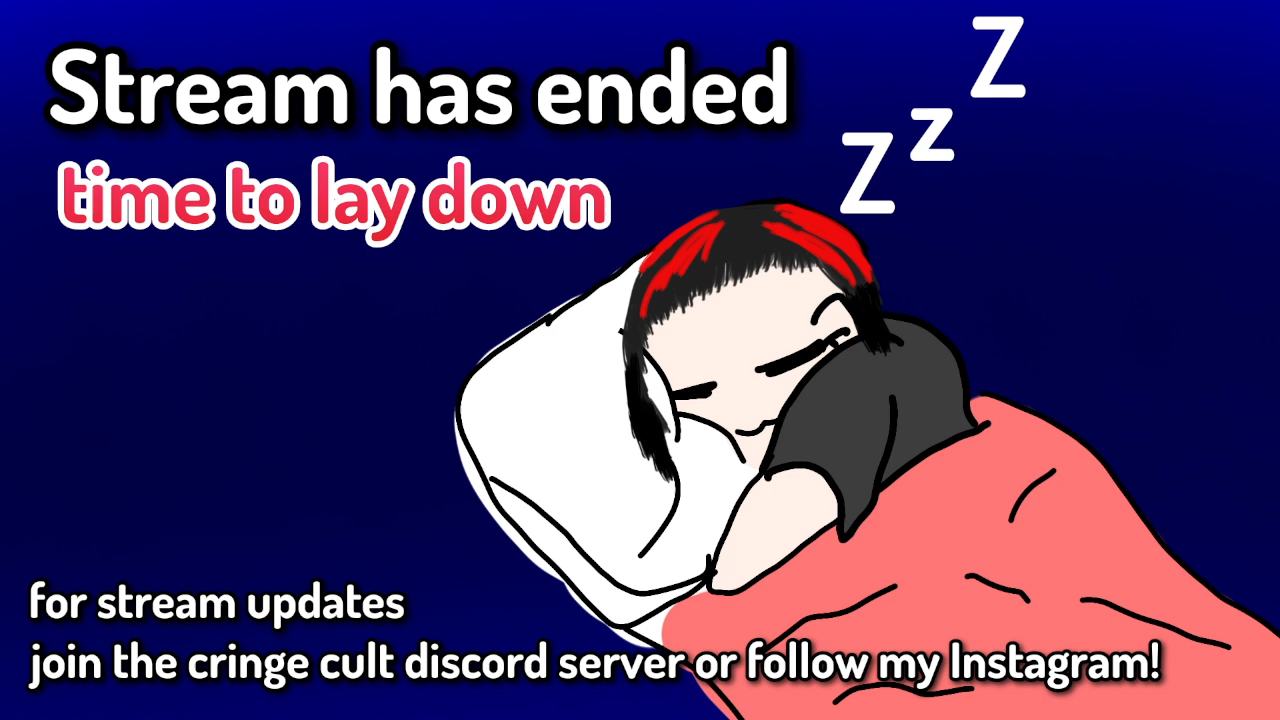 Stream has ended
Z z Z
time to lay down
for stream updates
join the cringe cult discord server or follow my Instagram!